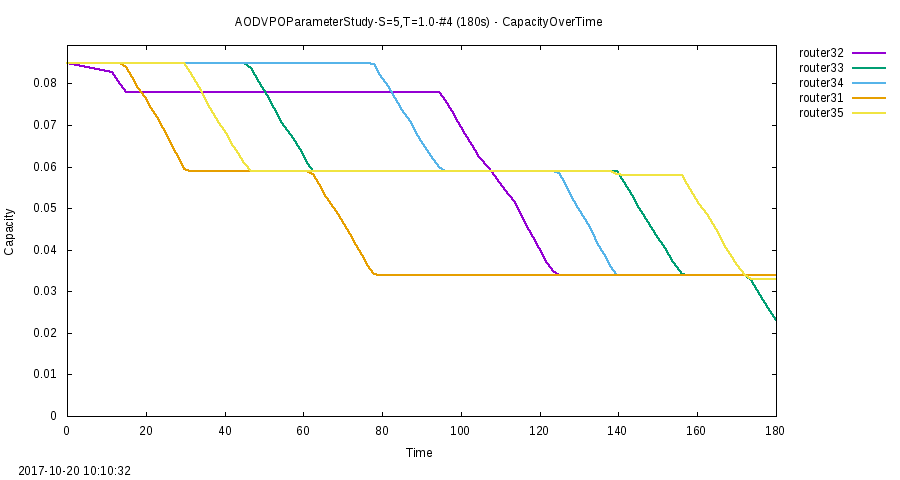 AODVPOParameterStudy-S=5,T=1.0-#4 (180s) - CapacityOverTime
router32
router33
router34
router31
router35
0.08
0.07
0.06
0.05
0.04
0.03
0.02
0.01
0
Capacity
0 20 40 60 80 100 120 140 160 180
Time
2017-10-20 10:10:32